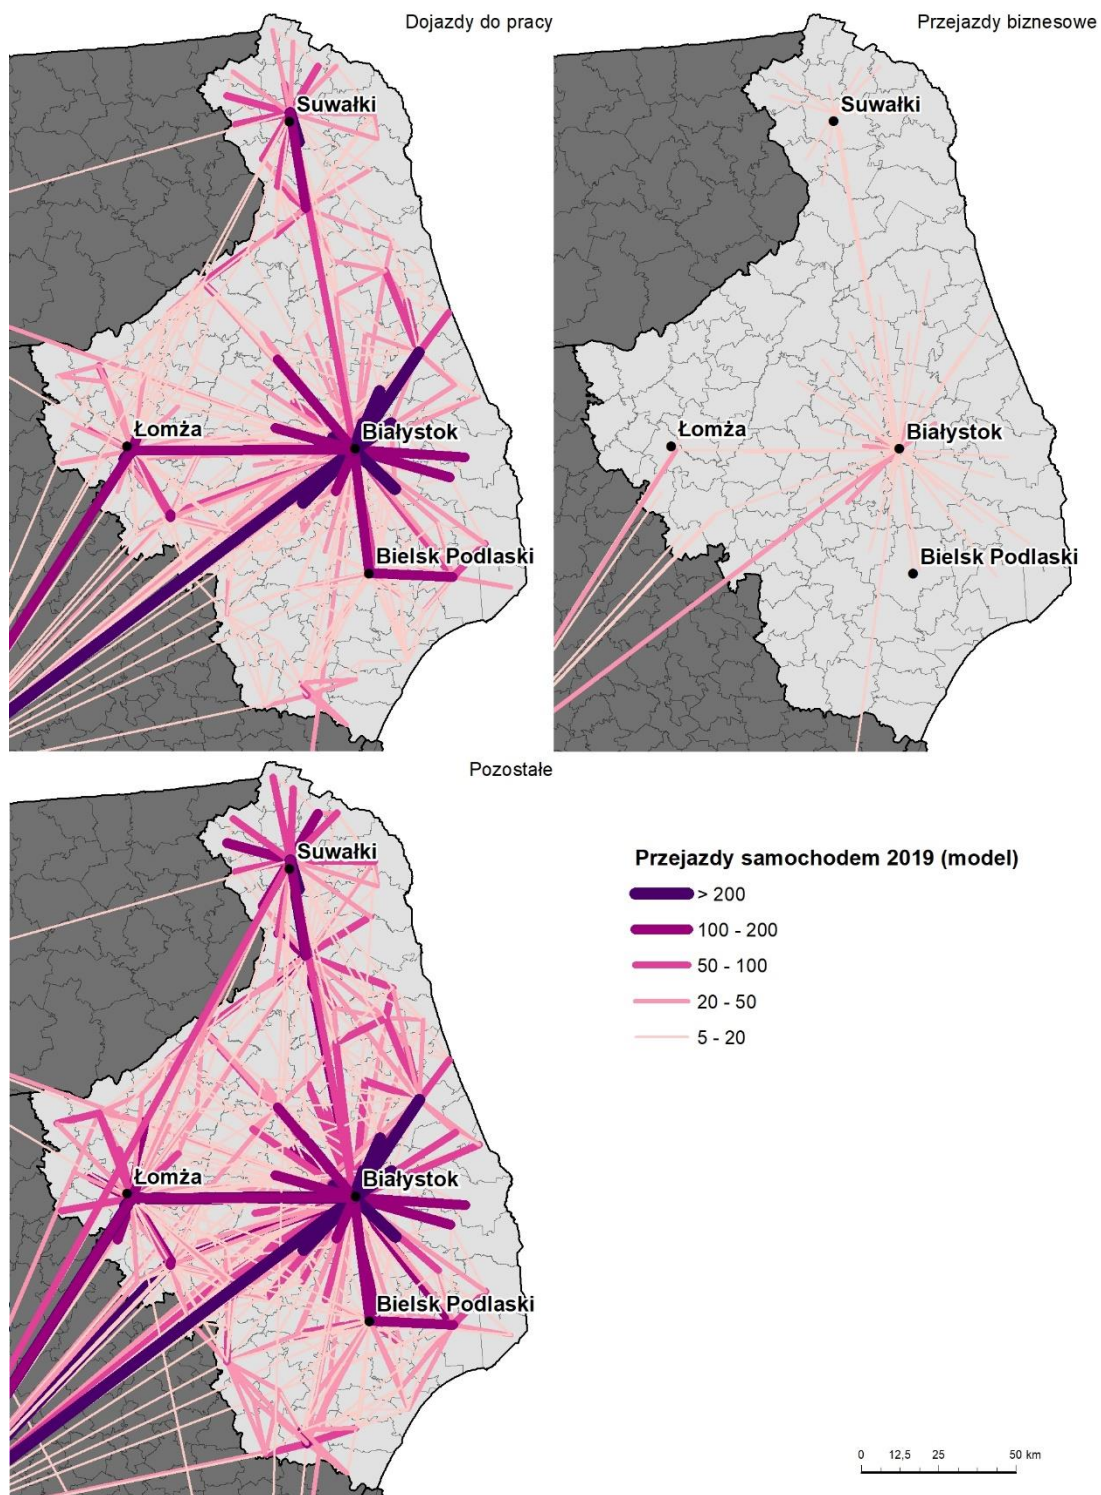 Dojazdy do pracy
Przejazdy biznesowe
Suwałki
Suwałki
Łomża
Białystok
Łomża
Białystok
Bielsk Podlaski
Bielsk Podlaski
Pozostałe
Suwałki
Łomża
Białystok
Bielsk Podlaski
Przejazdy samochodem 2019 (model)
> 200
100 - 200
50 - 100
20 - 50
5 - 20
0 12,5 25 50 km